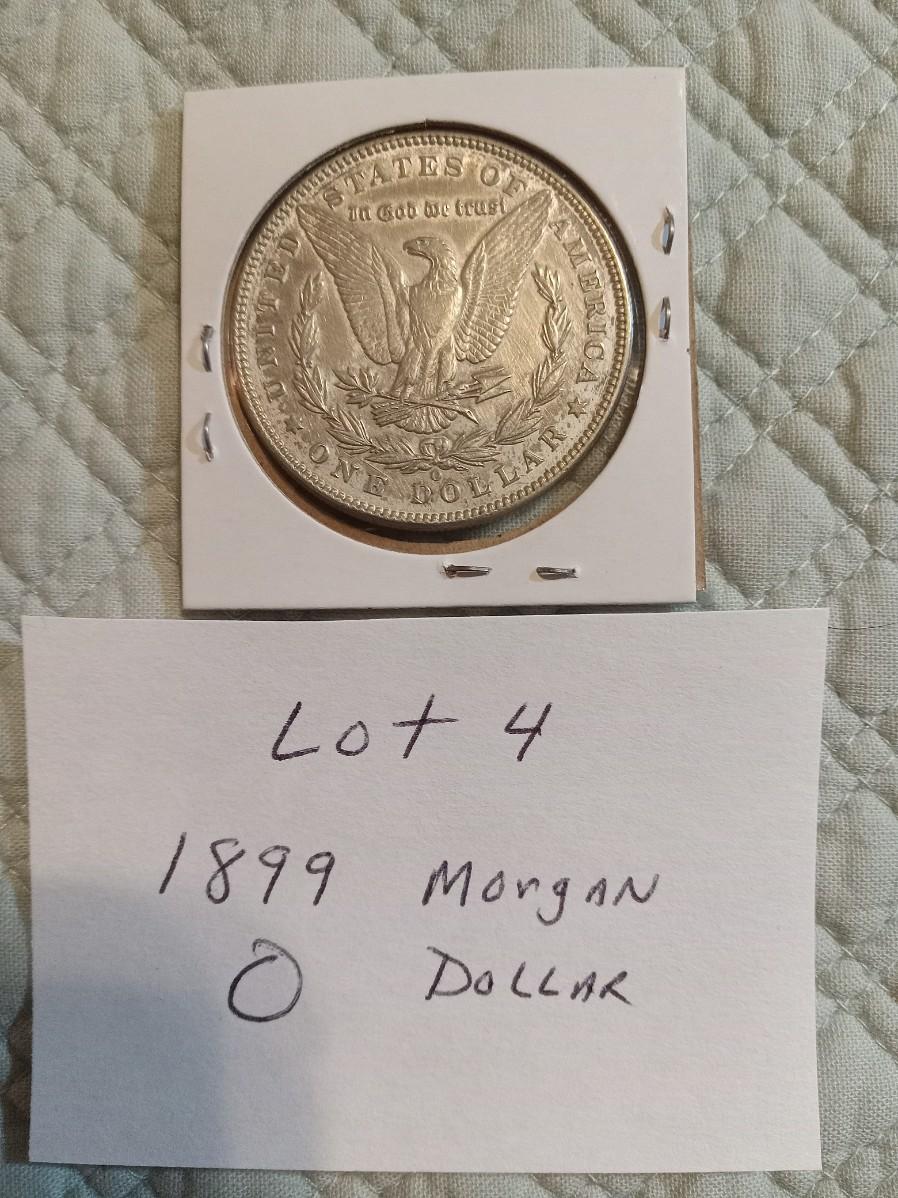 UNITED STATES OF AMERICA
In God We trust
ONE DOLLAR
O
Lot 4
1899 Morgan
O Dollar